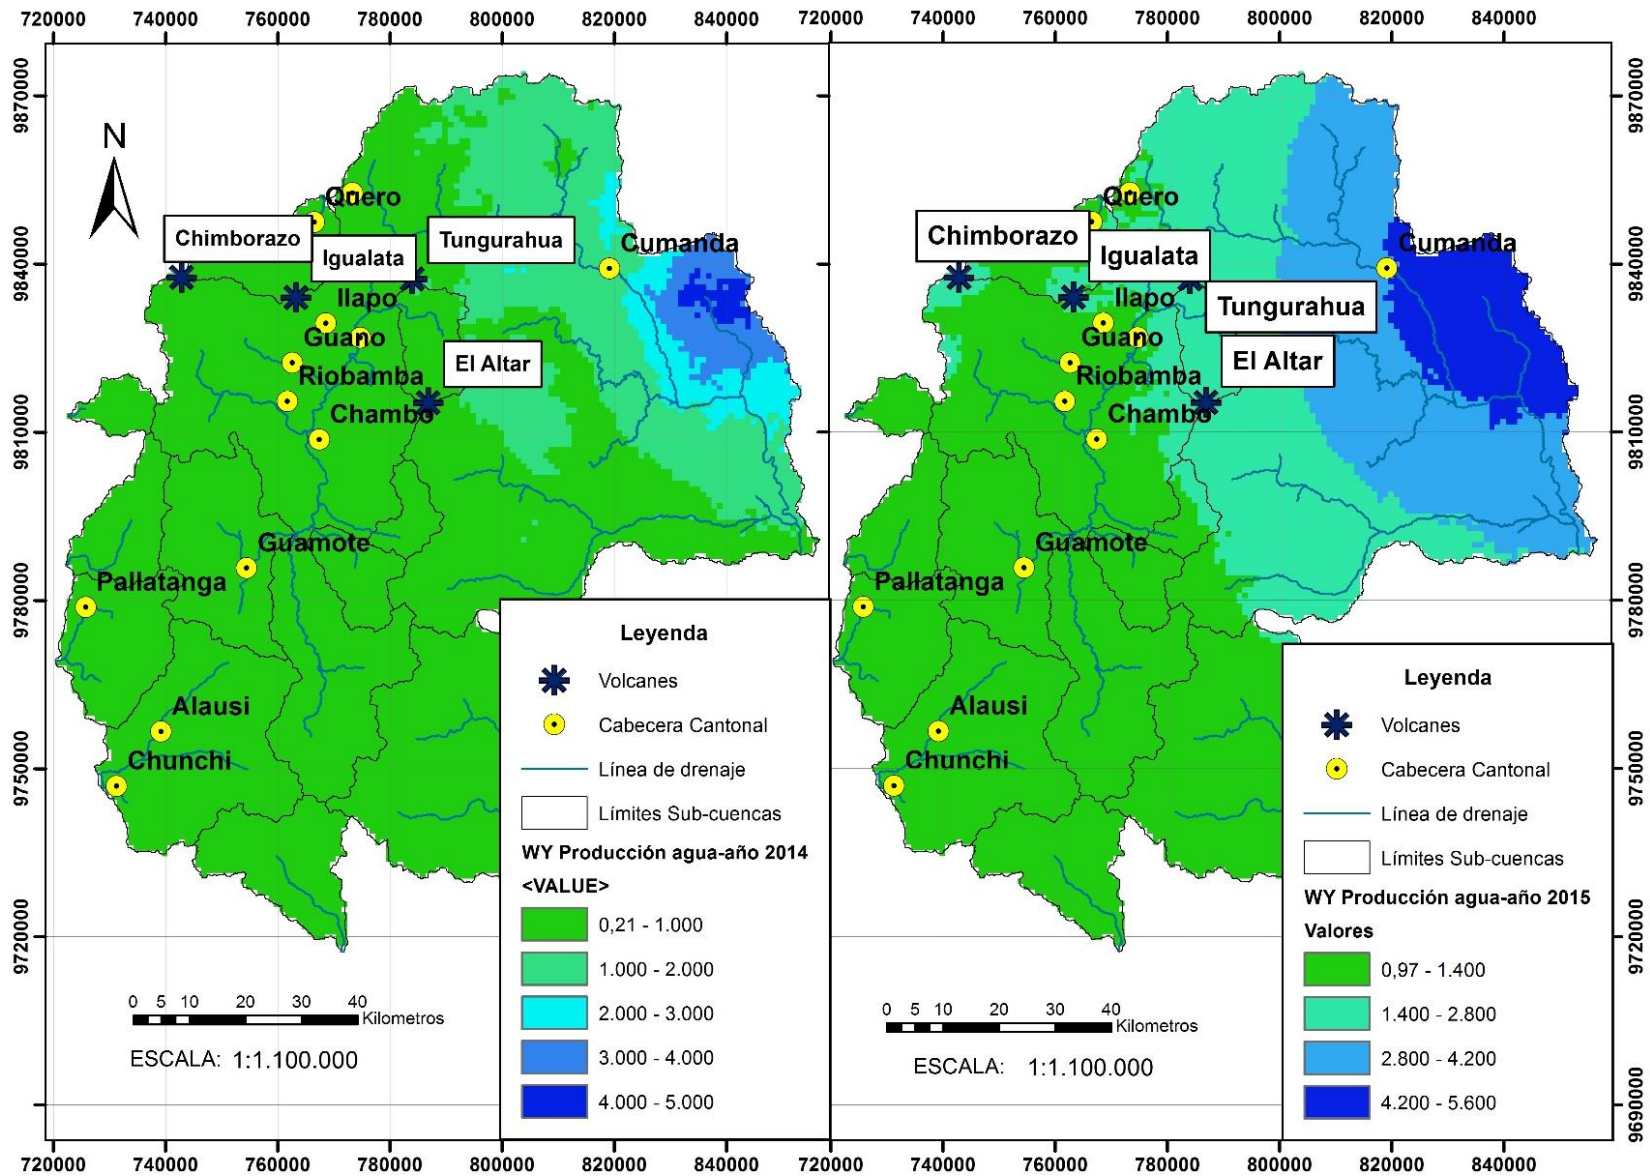 720000 740000 760000 780000 800000 820000 840000 720000 740000 760000 780000 800000 820000 840000
9870000
9840000
9810000
9780000
9750000
9720000
N
Quero
Chimborazo
Igualata
Tungurahua
Cumanda
Ilapo
Guano
El Altar
Riobamba
Chambo
Guamote
Pallatanga
Alausi
Chunchi
0 5 10 20 30 40
Kilometros
ESCALA: 1:1.100.000
Leyenda
Volcanes
Cabecera Cantonal
Línea de drenaje
Límites Sub-cuencas
WY Producción agua-año 2014
<VALUE>
0,21 - 1.000
1.000 - 2.000
2.000 - 3.000
3.000 - 4.000
4.000 - 5.000
Quero
Chimborazo
Igualata
Cumanda
Ilapo
Tungurahua
Guano
El Altar
Riobamba
Chambo
Guamote
Pallatanga
Alausi
Chunchi
0 5 10 20 30 40
Kilometros
ESCALA: 1:1.100.000
Leyenda
Volcanes
Cabecera Cantonal
Línea de drenaje
Límites Sub-cuencas
WY Producción agua-año 2015
Valores
0,97 - 1.400
1.400 - 2.800
2.800 - 4.200
4.200 - 5.600
9870000
9840000
9810000
9780000
9750000
9720000
9690000
720000 740000 760000 780000 800000 820000 840000 720000 740000 760000 780000 800000 820000 840000